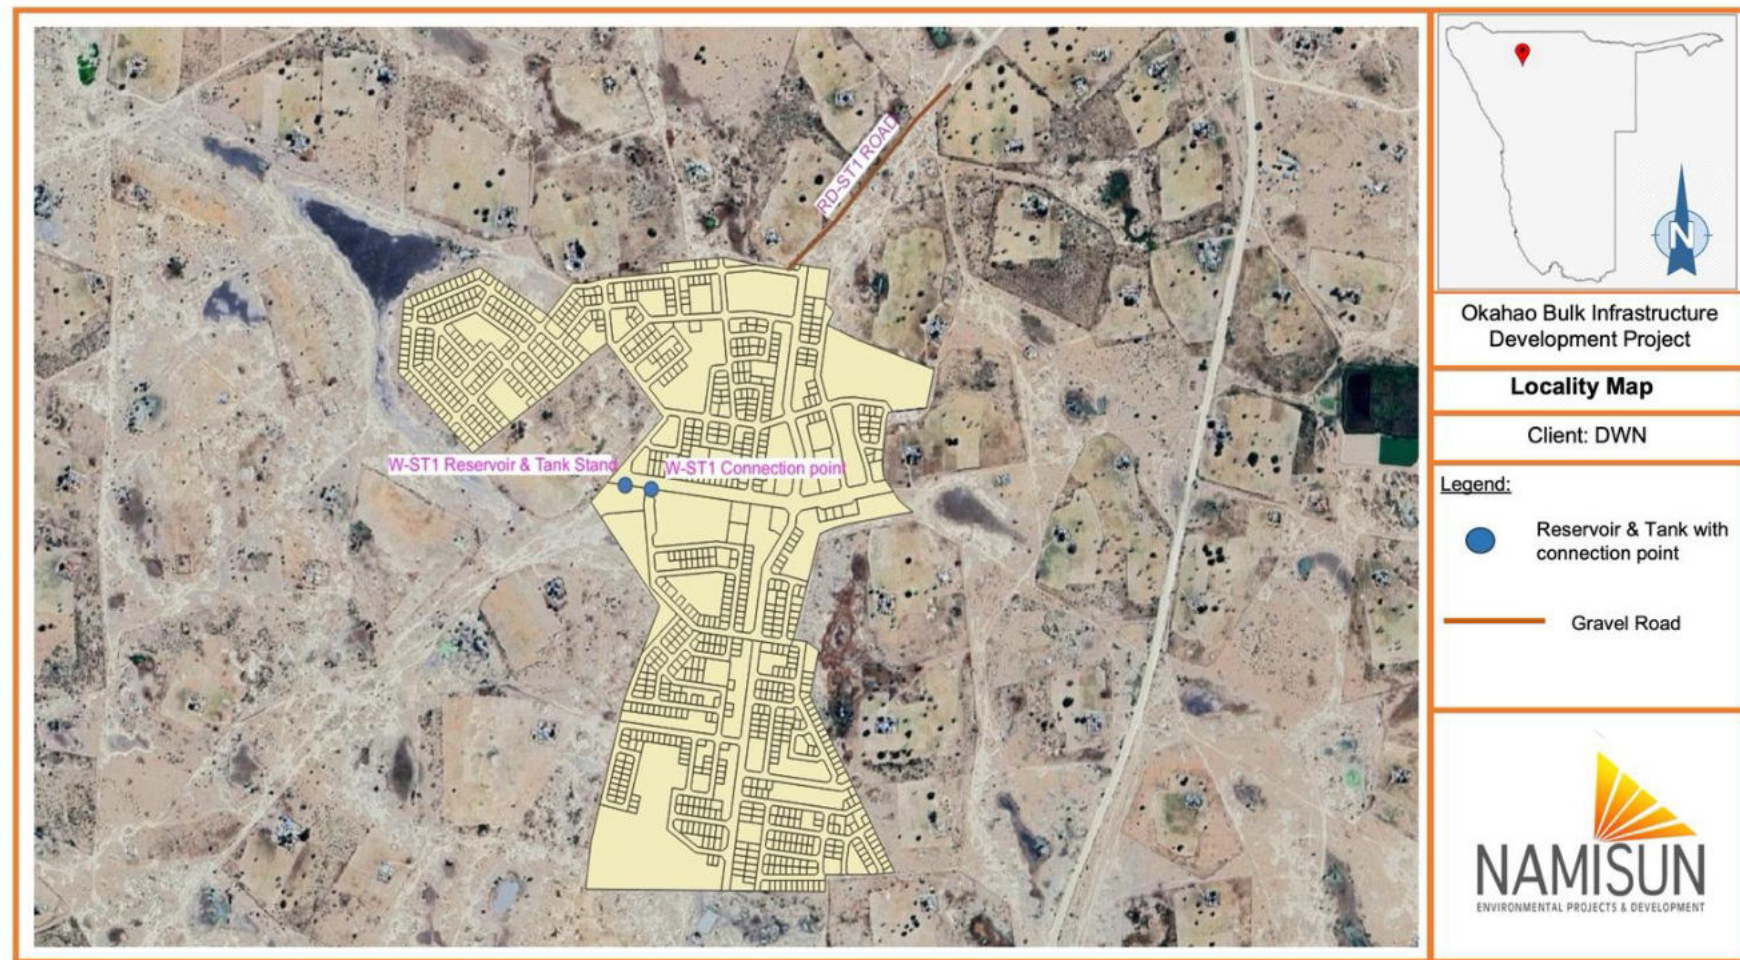 RD-ST1 ROAD
W-ST1 Reservoir & Tank Stand
W-ST1 Connection point
N
Okahao Bulk Infrastructure
Development Project
Locality Map
Client: DWN
Legend:
Reservoir & Tank with
connection point
Gravel Road
NAMISUN
ENVIRONMENTAL PROJECTS & DEVELOPMENT